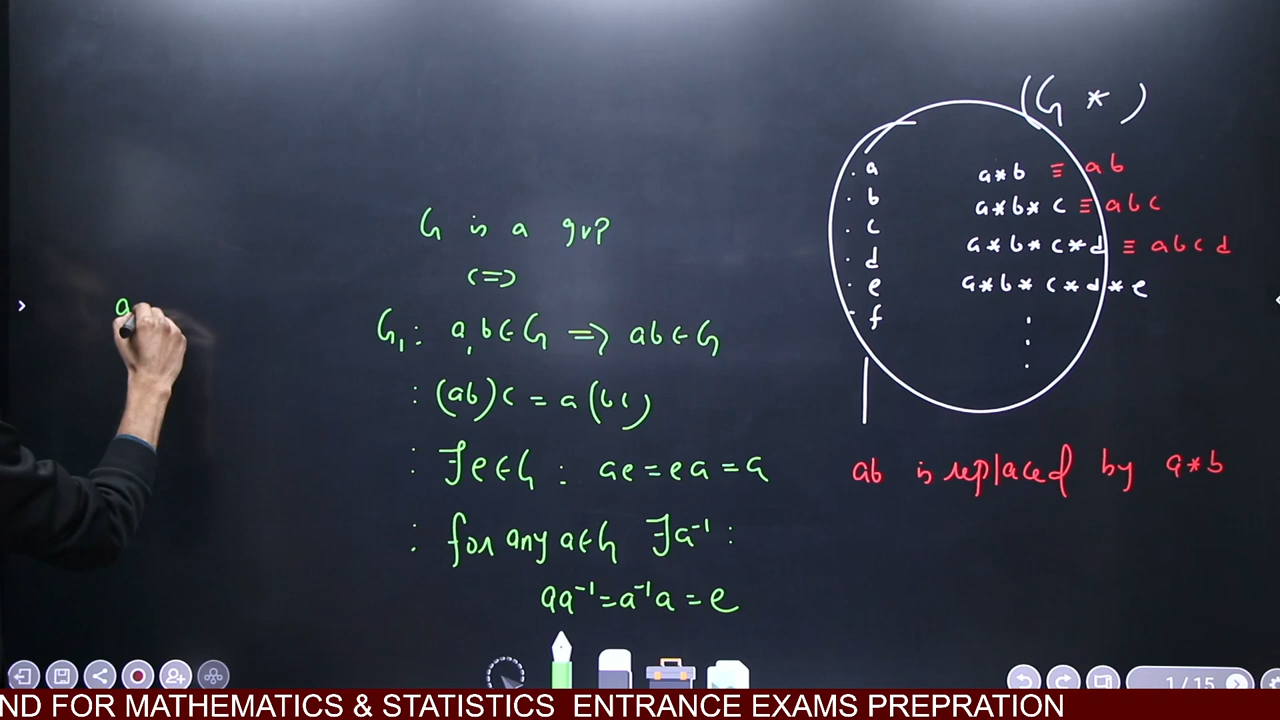 (G *)
a
b
c
d
e
f
a*b ≡ ab
a*b*c ≡ abc
a*b*c*d ≡ abcd
a*b*c*d*e
G is a grp
<=>
G₁: a,b∈G => ab∈G
: (ab)c = a(bc)
: ∃e∈G : ae=ea=a
: for any a∈G ∃a⁻¹ :
aa⁻¹=a⁻¹a=e
ab is replaced by a*b
a
1/15
ND FOR MATHEMATICS & STATISTICS ENTRANCE EXAMS PREPRATION